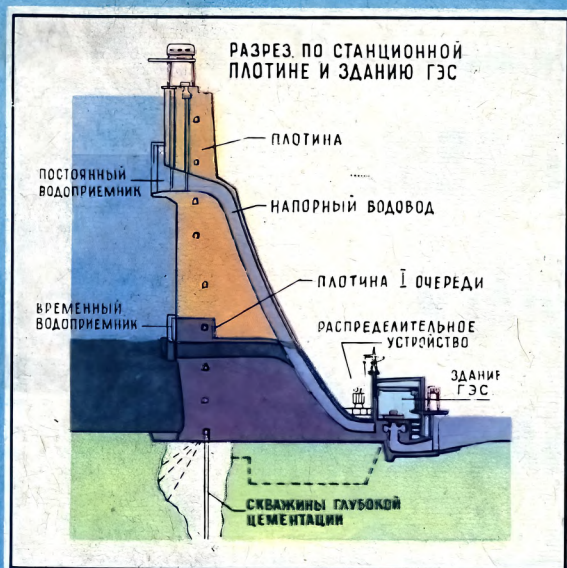 РАЗРЕЗ ПО СТАНЦИОННОЙ
ПЛОТИНЕ И ЗДАНИЮ ГЭС
ПЛОТИНА
ПОСТОЯННЫЙ
ВОДОПРИЕМНИК
НАПОРНЫЙ ВОДОВОД
ПЛОТИНА I ОЧЕРЕДИ
ВРЕМЕННЫЙ
ВОДОПРИЕМНИК
РАСПРЕДЕЛИТЕЛЬНОЕ
УСТРОЙСТВО
ЗДАНИЕ
ГЭС
СКВАЖИНЫ ГЛУБОКОЙ
ЦЕМЕНТАЦИИ